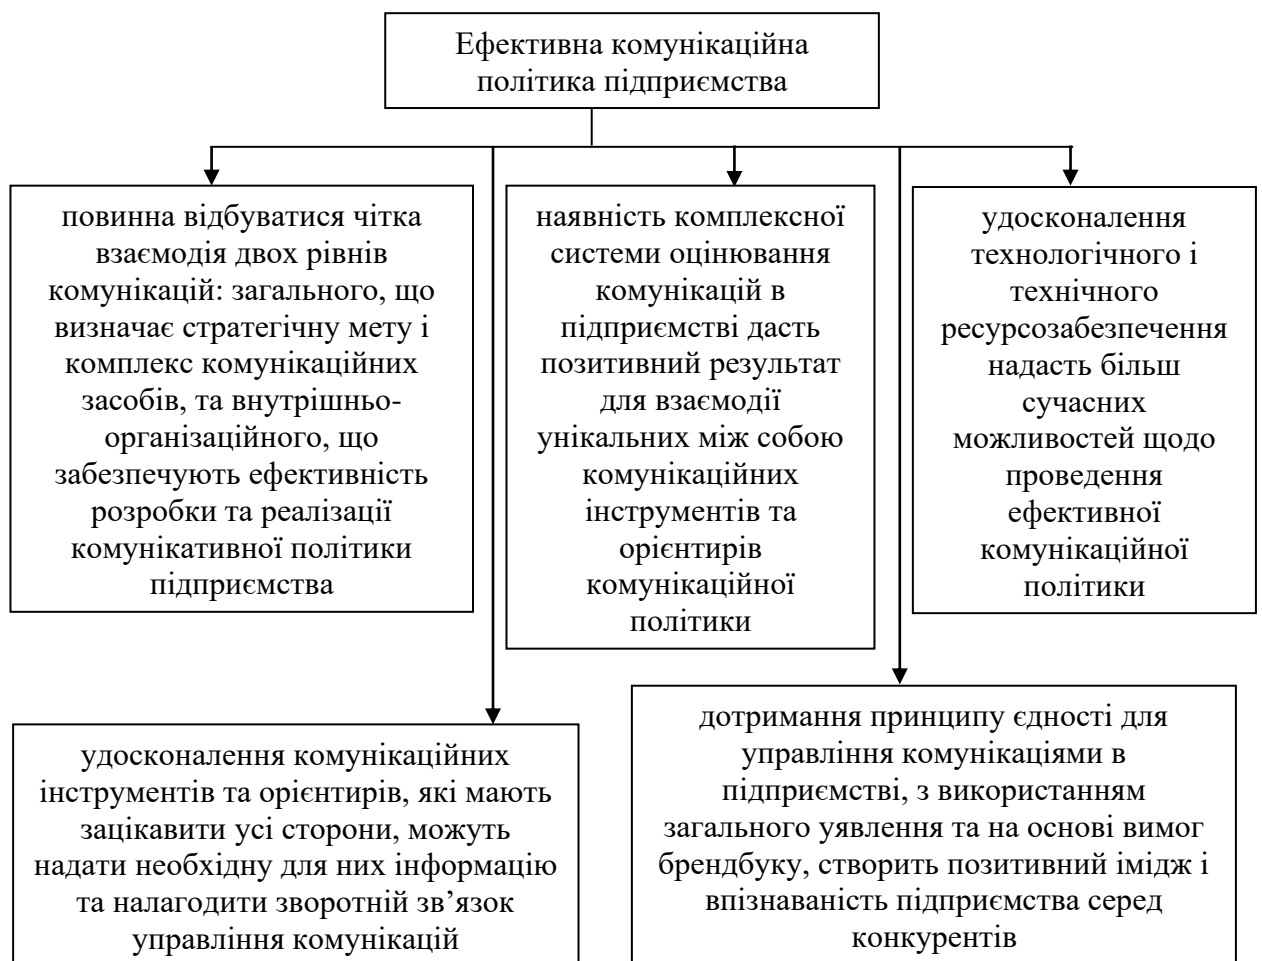 Ефективна комунікаційна
політика підприємства
повинна відбуватися чітка
взаємодія двох рівнів
комунікацій: загального, що
визначає стратегічну мету і
комплекс комунікаційних
засобів, та внутрішньо-
організаційного, що
забезпечують ефективність
розробки та реалізації
комунікативної політики
підприємства
наявність комплексної
системи оцінювання
комунікацій в
підприємстві дасть
позитивний результат
для взаємодії
унікальних між собою
комунікаційних
інструментів та
орієнтирів
комунікаційної
політики
удосконалення
технологічного і
технічного
ресурсозабезпечення
надасть більш
сучасних
можливостей щодо
проведення
ефективної
комунікаційної
політики
удосконалення комунікаційних
інструментів та орієнтирів, які мають
зацікавити усі сторони, можуть
надати необхідну для них інформацію
та налагодити зворотній зв’язок
управління комунікацій
дотримання принципу єдності для
управління комунікаціями в
підприємстві, з використанням
загального уявлення та на основі вимог
брендбуку, створить позитивний імідж і
впізнаваність підприємства серед
конкурентів